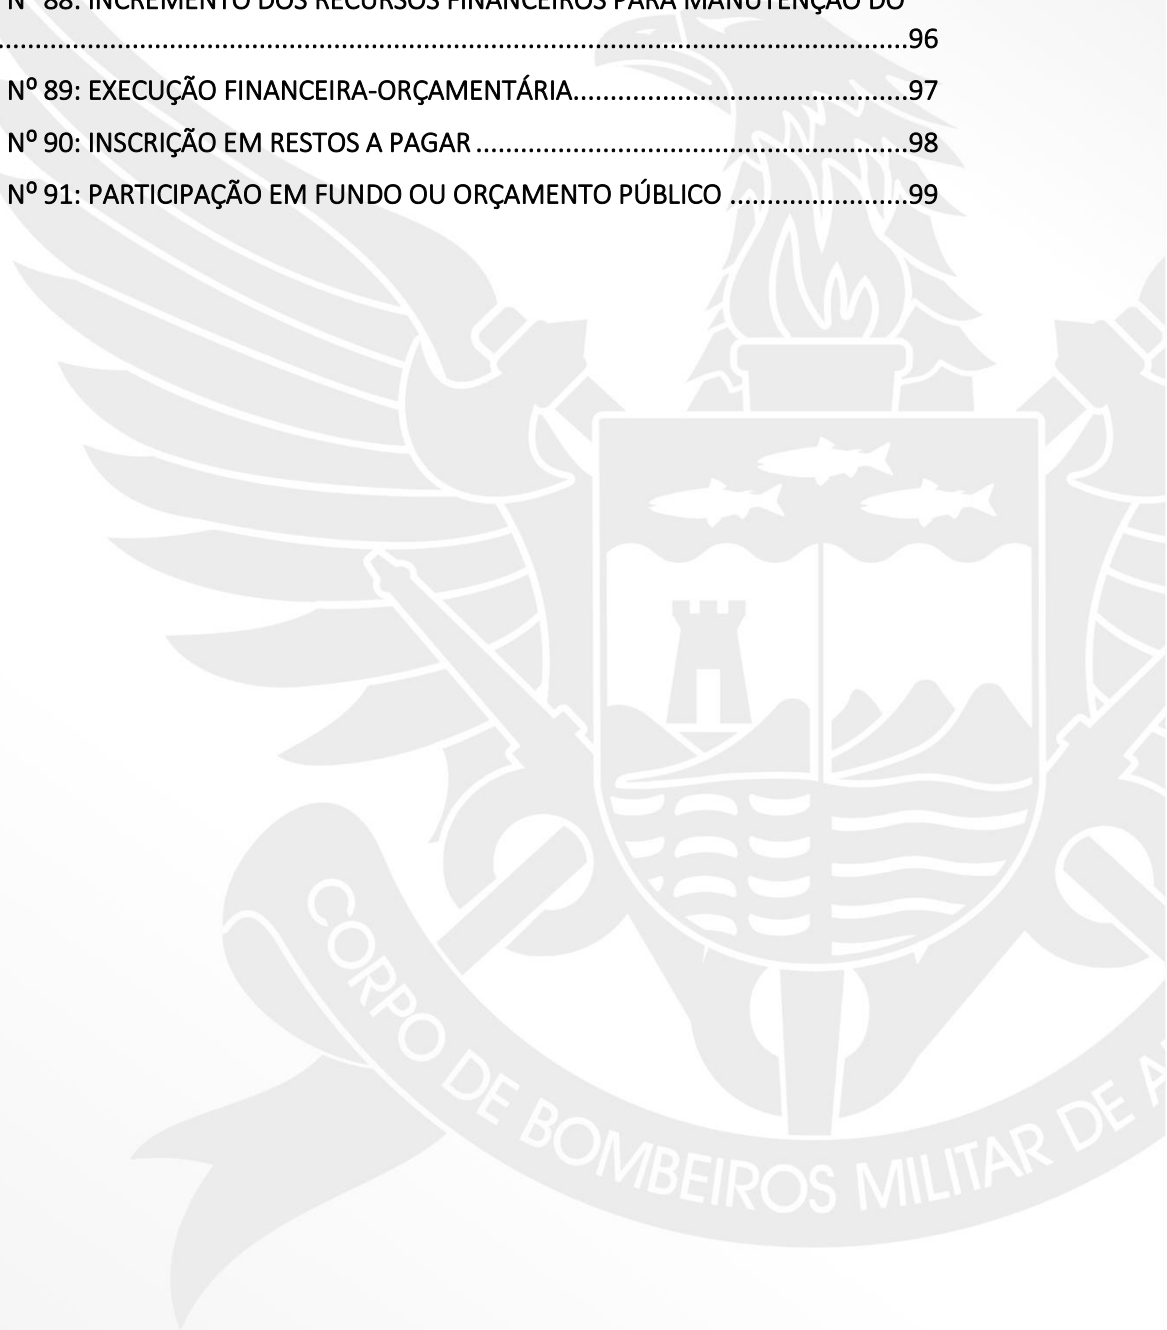 Nº 88: INCREMENTO DOS RECURSOS FINANCEIROS PARA MANUTENÇÃO DO
..........................................................................................................................96
Nº 89: EXECUÇÃO FINANCEIRA-ORÇAMENTÁRIA.............................................97
Nº 90: INSCRIÇÃO EM RESTOS A PAGAR ..........................................................98
Nº 91: PARTICIPAÇÃO EM FUNDO OU ORÇAMENTO PÚBLICO ........................99
CORPO DE BOMBEIROS MILITAR DE